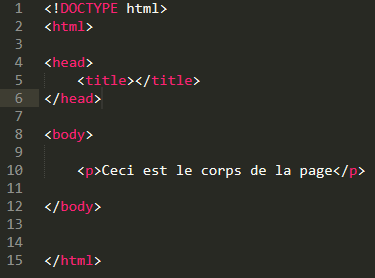 1 <!DOCTYPE html>
2 <html>
3
4 <head>
5 <title></title>
6 </head>
7
8 <body>
9
10 <p>Ceci est le corps de la page</p>
11
12 </body>
13
14
15 </html>